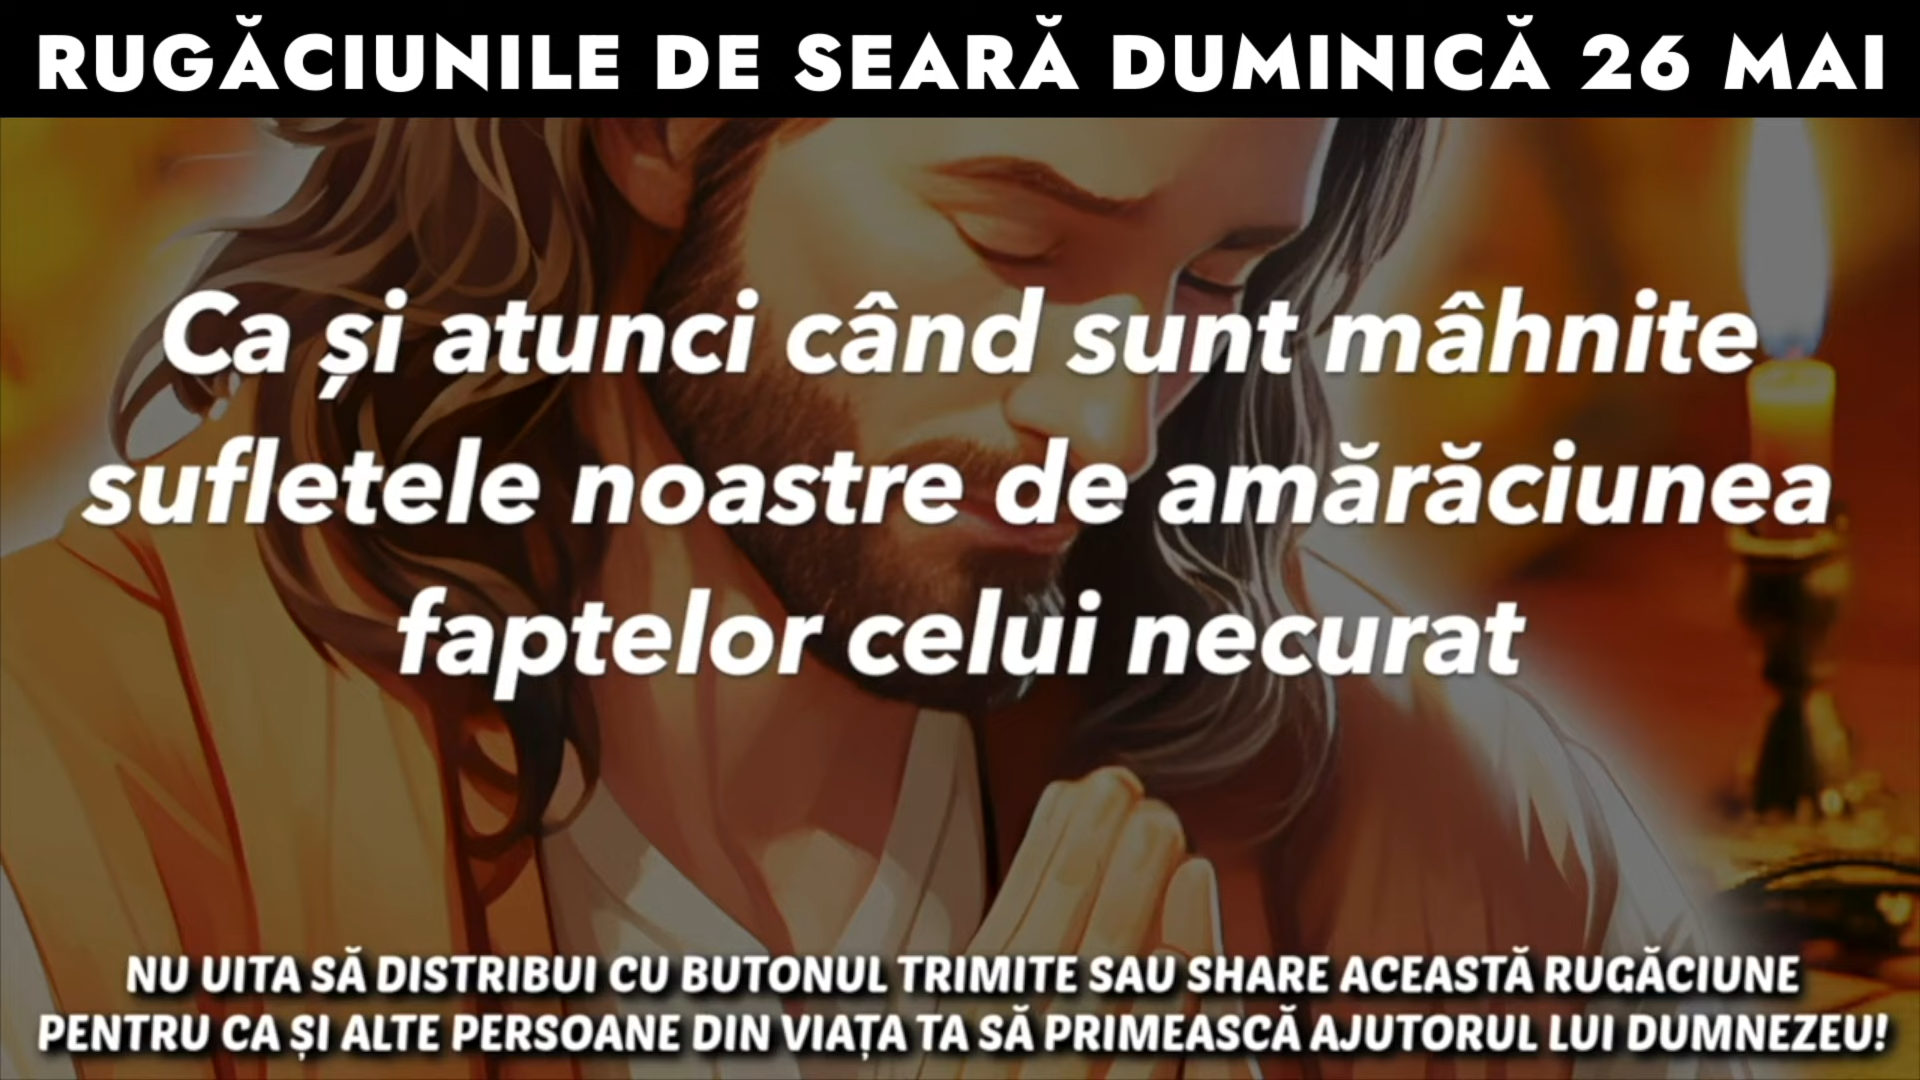 RUGĂCIUNILE DE SEARĂ DUMINICĂ 26 MAI
Ca și atunci când sunt mâhnite
sufletele noastre de amărăciunea
faptelor celui necurat
NU UITA SĂ DISTRIBUI CU BUTONUL TRIMITE SAU SHARE ACEASTĂ RUGĂCIUNE
PENTRU CA ȘI ALTE PERSOANE DIN VIAȚA TA SĂ PRIMEASCĂ AJUTORUL LUI DUMNEZEU!